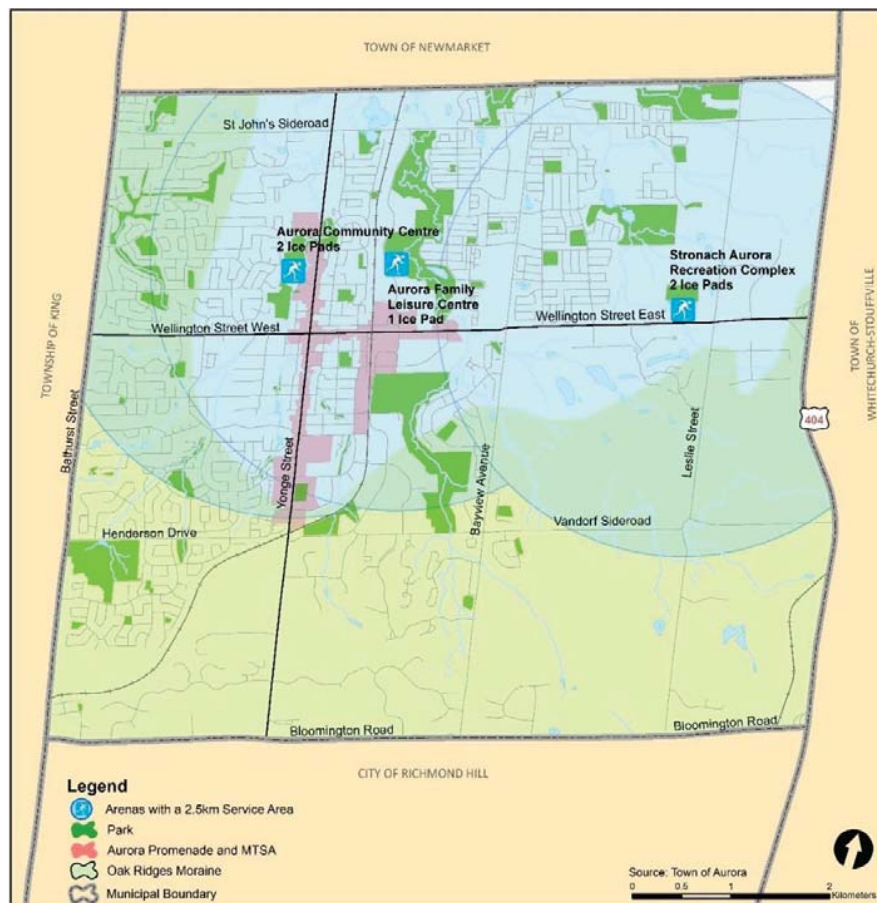 TOWN OF NEWMARKET
St John's Sideroad
Aurora Community Centre
2 Ice Pads
Aurora Family
Leisure Centre
1 Ice Pad
Stronach Aurora
Recreation Complex
2 Ice Pads
Wellington Street West
Wellington Street East
TOWNSHIP OF KING
TOWN OF
WHITECHURCH-STOUFFVILLE
Bathurst Street
404
Yonge Street
Bayview Avenue
Leslie Street
Henderson Drive
Vandorf Sideroad
Bloomington Road
Bloomington Road
CITY OF RICHMOND HILL
Legend
Arenas with a 2.5km Service Area
Park
Aurora Promenade and MTSA
Oak Ridges Moraine
Municipal Boundary
Source: Town of Aurora
0 0.5 1 2
Kilometers